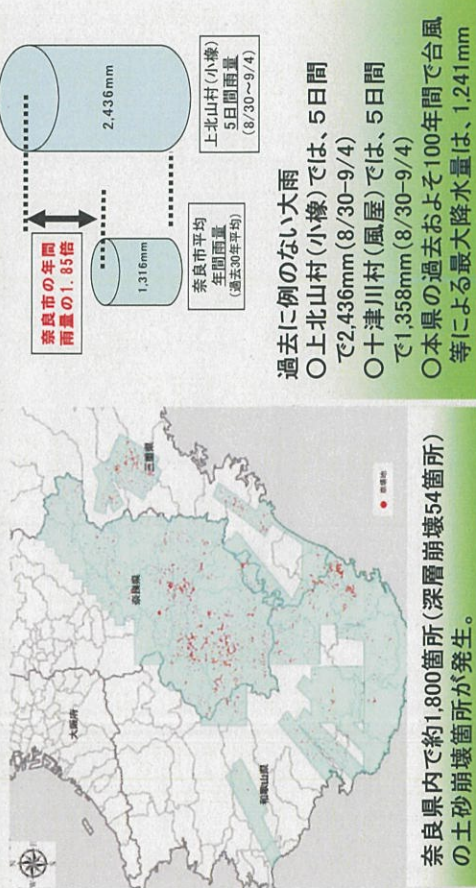 大阪府
奈良県
三重県
和歌山県
崩壊地
奈良県内で約1,800箇所(深層崩壊54箇所)
の土砂崩壊箇所が発生。
奈良市の年間
雨量の1.85倍
1,316mm
2,436mm
奈良市平均
年間雨量
(過去30年平均)
上北山村(小橡)
5日間雨量
(8/30~9/4)
過去に例のない大雨
○上北山村(小橡)では、5日間
で2,436mm(8/30-9/4)
○十津川村(風屋)では、5日間
で1,358mm(8/30-9/4)
○本県の過去およそ100年間で台風
等による最大降水量は、1,241mm